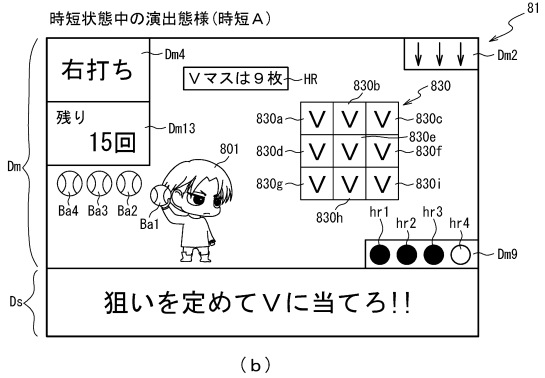 時短状態中の演出態様(時短A)
81
右打ち
Dm4
Vマスは9枚
HR
↓ ↓ ↓
Dm2
残り
15回
Dm13
830b
830
830a
V V V
830c
830e
830d
V V V
830f
830g
V V V
830i
830h
Dm
801
Ba4
Ba3
Ba2
Ba1
hr1
hr2
hr3
hr4
Dm9
Ds
狙いを定めてVに当てろ!!
(b)